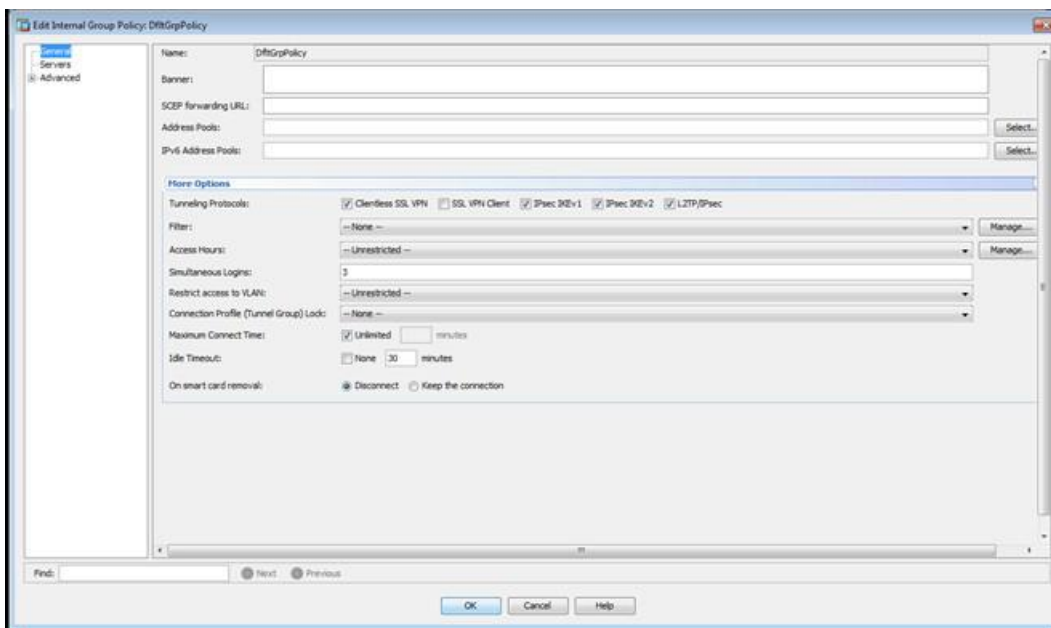 Edit Internal Group Policy: DfltGrpPolicy
General
Servers
Advanced
Name: DfltGrpPolicy
Banner:
SCEP forwarding URL:
Address Pools: Select...
IPv6 Address Pools: Select...
More Options
Tunneling Protocols: Clientless SSL VPN SSL VPN Client IPsec IKEv1 IPsec IKEv2 L2TP/IPsec
Filter: -- None -- Manage...
Access Hours: -- Unrestricted -- Manage...
Simultaneous Logins: 3
Restrict access to VLAN: -- Unrestricted --
Connection Profile (Tunnel Group) Lock: -- None --
Maximum Connect Time: Unlimited minutes
Idle Timeout: None 30 minutes
On smart card removal: Disconnect Keep the connection
Find: Next Previous
OK Cancel Help